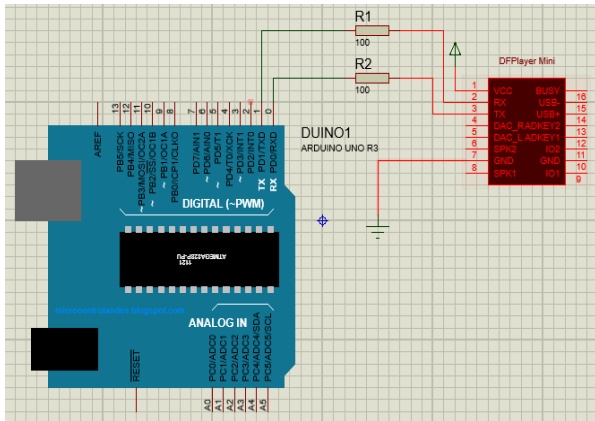 R1
100
R2
100
DFPlayer Mini
1 VCC BUSY 16
2 RX USB- 15
3 TX USB+ 14
4 DAC_RADKEY2 13
5 DAC_LADKEY1 12
6 SPK2 IO2 11
7 GND GND 10
8 SPK1 IO1 9
13 12 11 10 9 8 7 6 5 4 3 2 1 0
AREF
PB5/SCK
PB4/MISO
~ PB3/MOSI/OC2A
~ PB2/SS/OC1B
~ PB1/OC1A
PB0/ICP1/CLKO
PD7/AIN1
~ PD6/AIN0
~ PD5/T1
PD4/T0/XCK
~ PD3/INT1
PD2/INT0
TX PD1/TXD
RX PD0/RXD
DUINO1
ARDUINO UNO R3
DIGITAL (~PWM)
ATMEGA328P-PU
1121
ANALOG IN
RESET
PC0/ADC0
PC1/ADC1
PC2/ADC2
PC3/ADC3
PC4/ADC4/SDA
PC5/ADC5/SCL
A0 A1 A2 A3 A4 A5